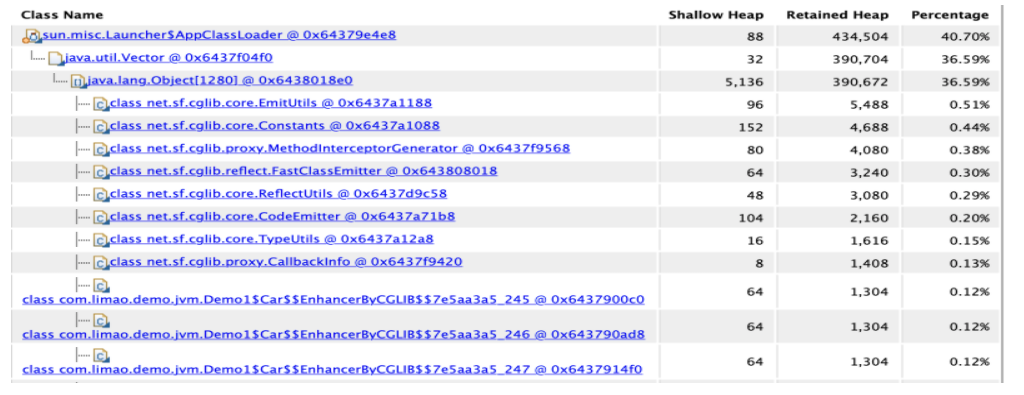 Class Name Shallow Heap Retained Heap Percentage
sun.misc.Launcher$AppClassLoader @ 0x64379e4e8 88 434,504 40.70%
java.util.Vector @ 0x6437f04f0 32 390,704 36.59%
java.lang.Object[1280] @ 0x6438018e0 5,136 390,672 36.59%
class net.sf.cglib.core.EmitUtils @ 0x6437a1188 96 5,488 0.51%
class net.sf.cglib.core.Constants @ 0x6437a1088 152 4,688 0.44%
class net.sf.cglib.proxy.MethodInterceptorGenerator @ 0x6437f9568 80 4,080 0.38%
class net.sf.cglib.reflect.FastClassEmitter @ 0x643808018 64 3,240 0.30%
class net.sf.cglib.core.ReflectUtils @ 0x6437d9c58 48 3,080 0.29%
class net.sf.cglib.core.CodeEmitter @ 0x6437a71b8 104 2,160 0.20%
class net.sf.cglib.core.TypeUtils @ 0x6437a12a8 16 1,616 0.15%
class net.sf.cglib.proxy.CallbackInfo @ 0x6437f9420 8 1,408 0.13%
class com.limao.demo.jvm.Demo1$Car$$EnhancerByCGLIB$$7e5aa3a5_245 @ 0x6437900c0 64 1,304 0.12%
class com.limao.demo.jvm.Demo1$Car$$EnhancerByCGLIB$$7e5aa3a5_246 @ 0x643790ad8 64 1,304 0.12%
class com.limao.demo.jvm.Demo1$Car$$EnhancerByCGLIB$$7e5aa3a5_247 @ 0x6437914f0 64 1,304 0.12%